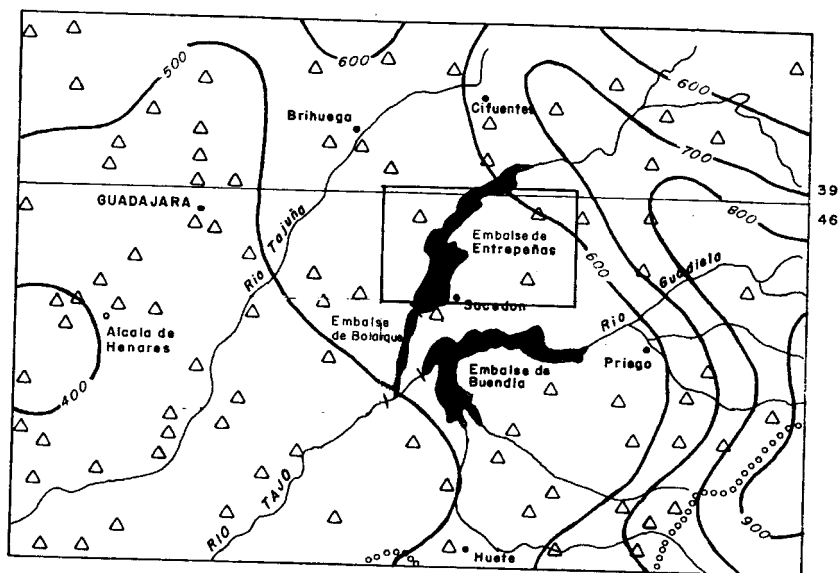 600
500
600
Cifuentes
Brihuega
700
39
46
GUADAJARA
800
Rio Tajuña
Embalse de
Entrepeñas
600
Rio Guadiela
Sacedon
Alcala de
Henares
Embalse
de Bolarque
Priego
Embalse de
Buendia
400
RIO TAJO
900
Huete